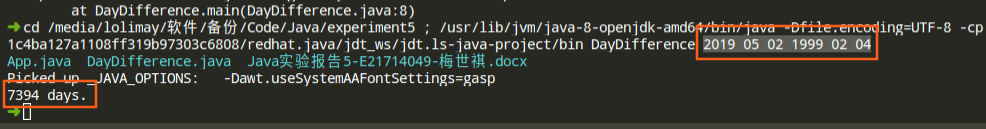 at DayDifference.main(DayDifference.java:8)
➜cd /media/lolimay/软件/备份/Code/Java/experiment5 ; /usr/lib/jvm/java-8-openjdk-amd64/bin/java -Dfile.encoding=UTF-8 -cp
1c4ba127a1108ff319b97303c6808/redhat.java/jdt_ws/jdt.ls-java-project/bin DayDifference 2019 05 02 1999 02 04
App.java DayDifference.java Java实验报告5-E21714049-梅世祺.docx
Picked up _JAVA_OPTIONS: -Dawt.useSystemAAFontSettings=gasp
7394 days.
➜